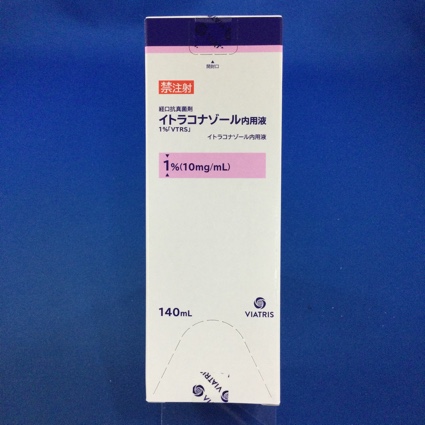 開封口
禁注射
経口抗真菌剤
イトラコナゾール内用液
1%「VTRS」
イトラコナゾール内用液
1%(10mg/mL)
140mL
VIATRIS
VIATRIS